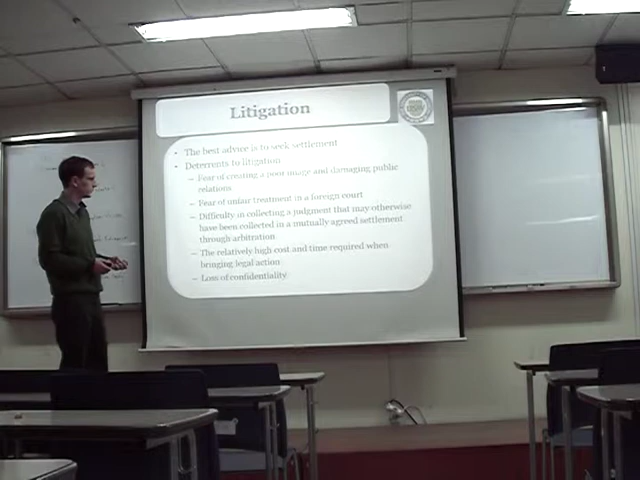 Litigation
• The best advice is to seek settlement
• Deterrents to litigation
– Fear of creating a poor image and damaging public
relations
– Fear of unfair treatment in a foreign court
– Difficulty in collecting a judgment that may otherwise
have been collected in a mutually agreed settlement
through arbitration
– The relatively high cost and time required when
bringing legal action
– Loss of confidentiality